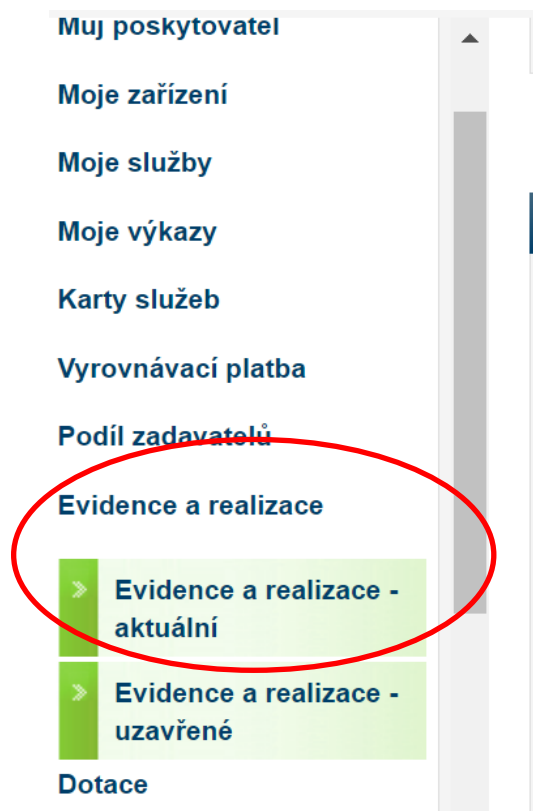 Muj poskytovatel
Moje zařízení
Moje služby
Moje výkazy
Karty služeb
Vyrovnávací platba
Podíl zadavatelů
Evidence a realizace
Evidence a realizace -
aktuální
Evidence a realizace -
uzavřené
Dotace